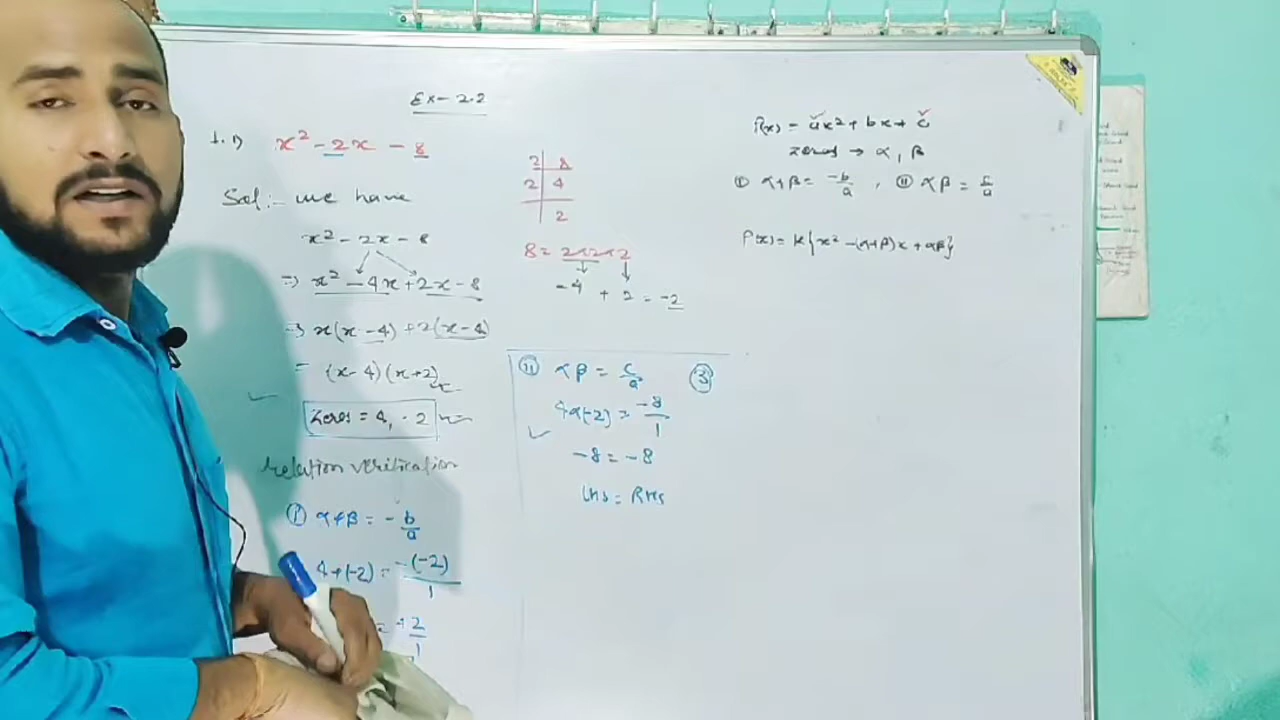 Ex - 2.2
1. i) x² - 2x - 8
Sol:- we have
x² - 2x - 8
=> x² - 4x + 2x - 8
=> x(x - 4) + 2(x - 4)
= (x - 4)(x + 2)
Zeroes = 4, - 2
relation verification
① α+β = - b/a
4+(-2) = -(-2)/1
= +2/1
2 | 8
2 | 4
2
8 = 2×2×2
-4 + 2 = -2
② αβ = c/a
4×(-2) = -8/1
-8 = -8
LHS = RHS
③
P(x) = ax² + bx + c
zeroes → α, β
① α+β = -b/a , ② αβ = c/a
P(x) = k{x² - (α+β)x + αβ}